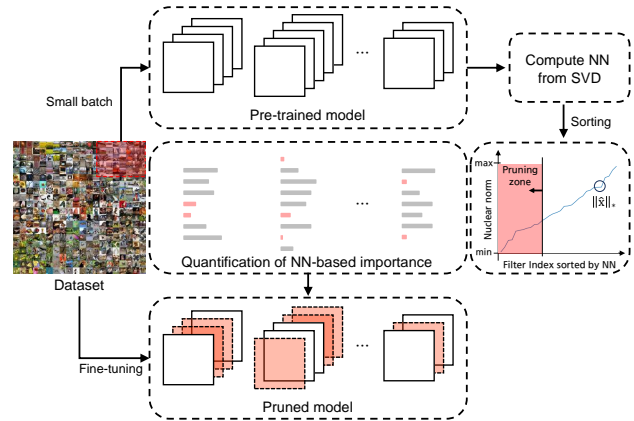 ...
Compute NN
from SVD
Small batch
Pre-trained model
Sorting
max
Pruning
zone
Nuclear norm
||x̂||*
min
Filter Index sorted by NN
Quantification of NN-based importance
Dataset
...
Fine-tuning
Pruned model